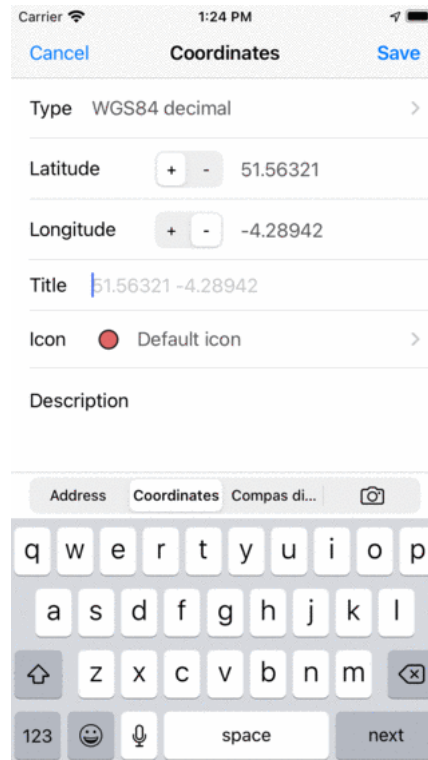 Carrier 1:24 PM
Cancel Coordinates Save
Type WGS84 decimal
Latitude + - 51.56321
Longitude + - -4.28942
Title 51.56321 -4.28942
Icon Default icon
Description
Address Coordinates Compas di...
q w e r t y u i o p
a s d f g h j k l
z x c v b n m
123 space next